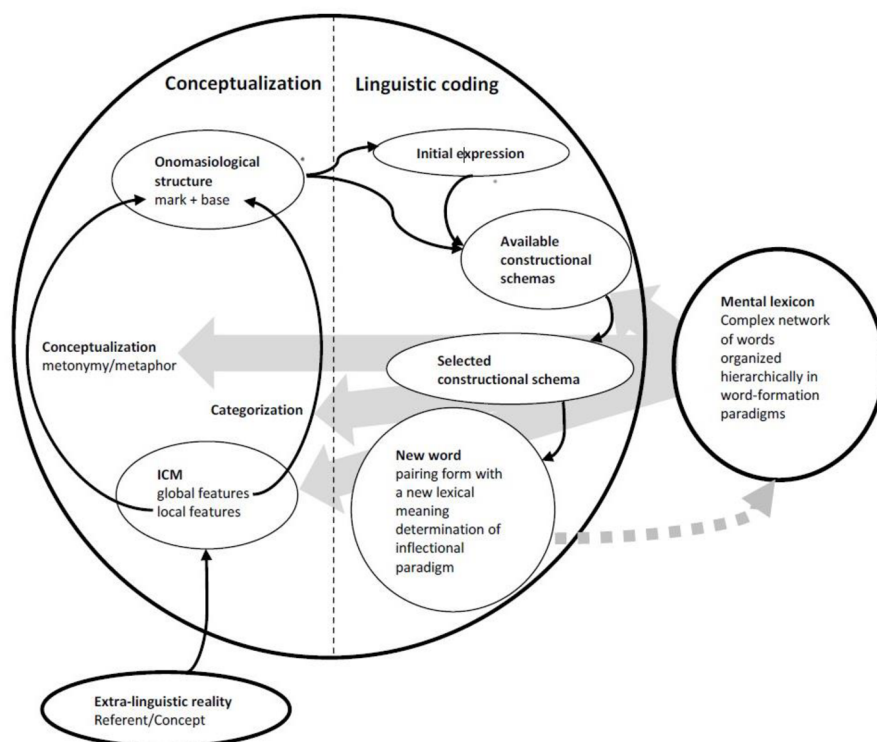 Conceptualization
Linguistic coding
Onomasiological
structure
mark + base
Initial expression
Available
constructional
schemas
Mental lexicon
Complex network
of words
organized
hierarchically in
word-formation
paradigms
Conceptualization
metonymy/metaphor
Selected
constructional schema
Categorization
New word
pairing form with
a new lexical
meaning
determination of
inflectional
paradigm
ICM
global features
local features
Extra-linguistic reality
Referent/Concept